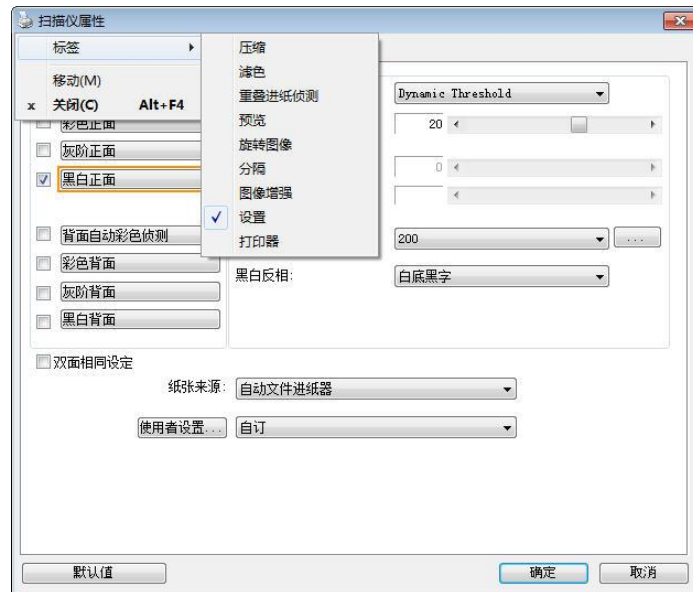 扫描仪属性
标签
移动(M)
x 关闭(C) Alt+F4
压缩
滤色
重叠进纸侦测
预览
旋转图像
分隔
图像增强
设置
打印器
彩色正面
灰阶正面
黑白正面
背面自动彩色侦测
彩色背面
灰阶背面
黑白背面
Dynamic Threshold
20
0
200
...
黑白反相:
白底黑字
双面相同设定
纸张来源: 自动文件进纸器
使用者设置... 自订
默认值 确定 取消